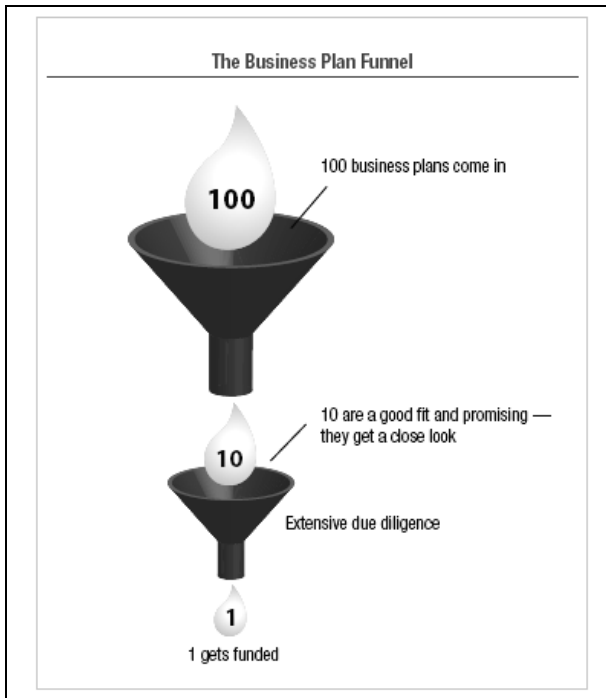 The Business Plan Funnel
100
100 business plans come in
10 are a good fit and promising —
they get a close look
10
Extensive due diligence
1
1 gets funded